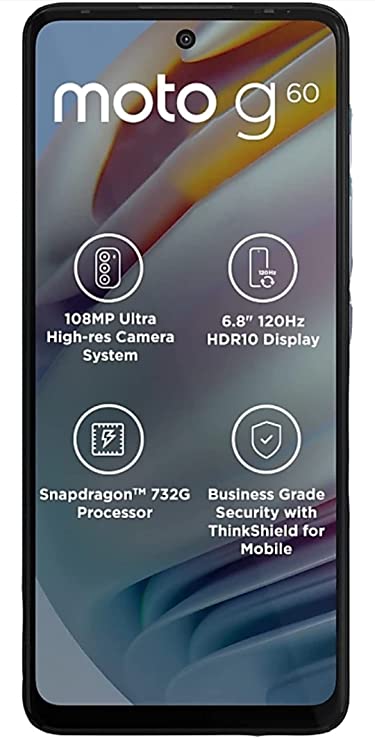 moto g 60
120Hz
108MP Ultra
High-res Camera
System
6.8" 120Hz
HDR10 Display
Snapdragon™ 732G
Processor
Business Grade
Security with
ThinkShield for
Mobile